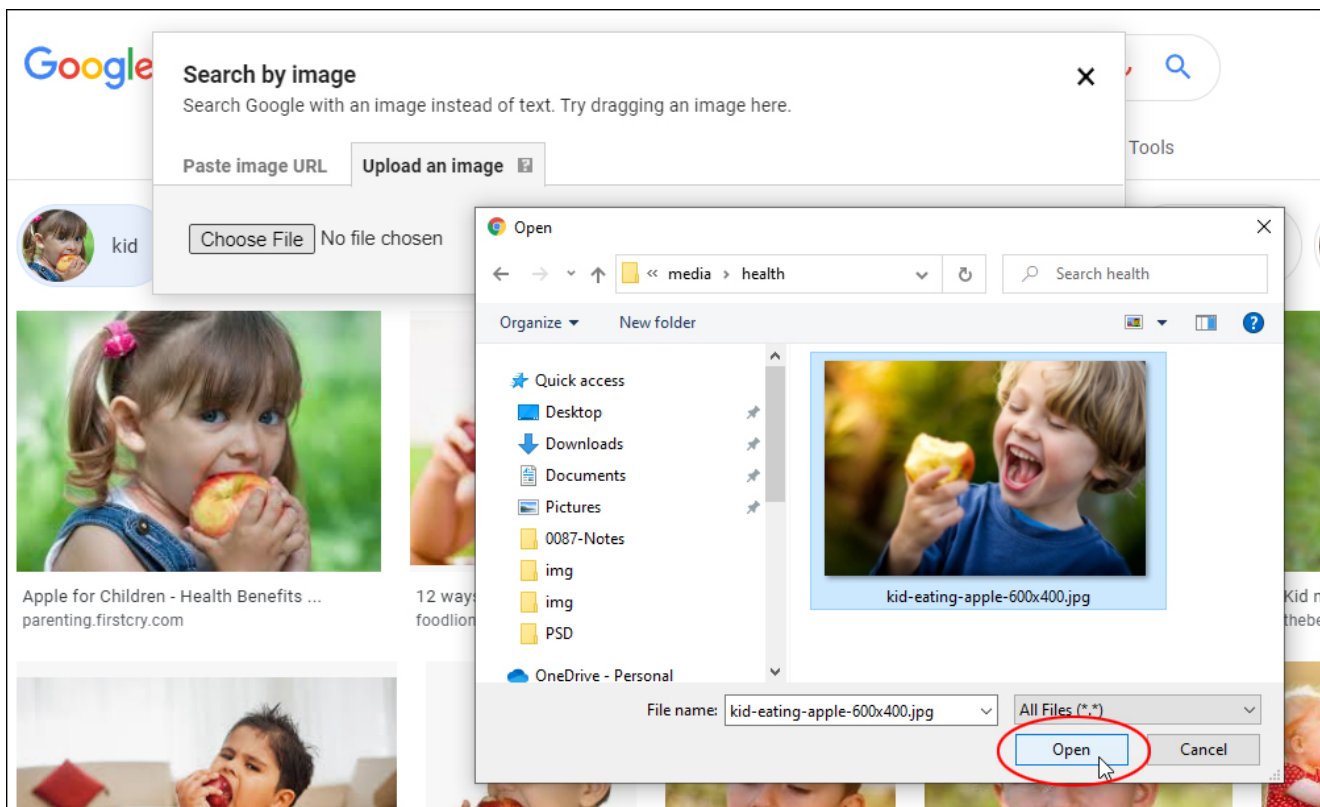 Google
Search by image
Search Google with an image instead of text. Try dragging an image here.
Tools
Paste image URL
Upload an image ?
kid
Choose File No file chosen
Open
« media › health
Search health
Organize
New folder
?
Quick access
Desktop
Downloads
Documents
Pictures
0087-Notes
img
img
PSD
OneDrive - Personal
kid-eating-apple-600x400.jpg
Apple for Children - Health Benefits ...
parenting.firstcry.com
12 ways
foodlion
Kid
thebe
File name: kid-eating-apple-600x400.jpg
All Files (*.*)
Open
Cancel